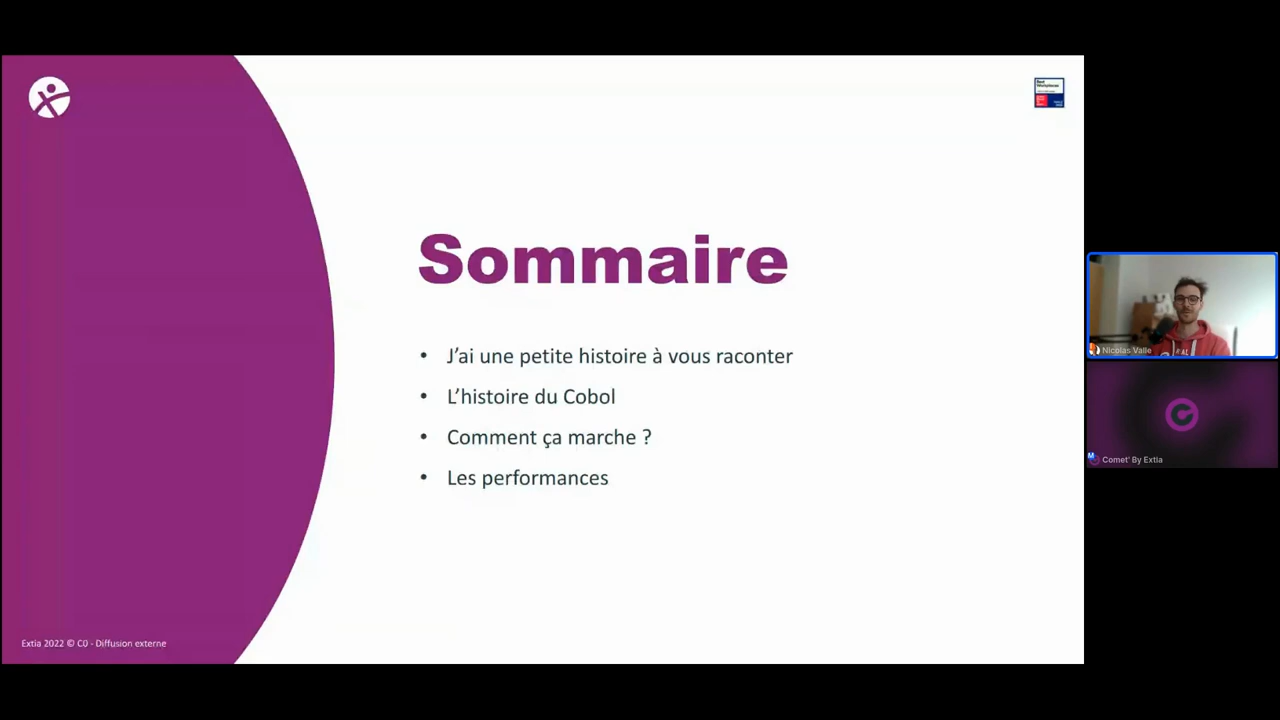 Sommaire
• J’ai une petite histoire à vous raconter
• L’histoire du Cobol
• Comment ça marche ?
• Les performances
Extia 2022 © C0 - Diffusion externe
Nicolas Valle
Comet' By Extia